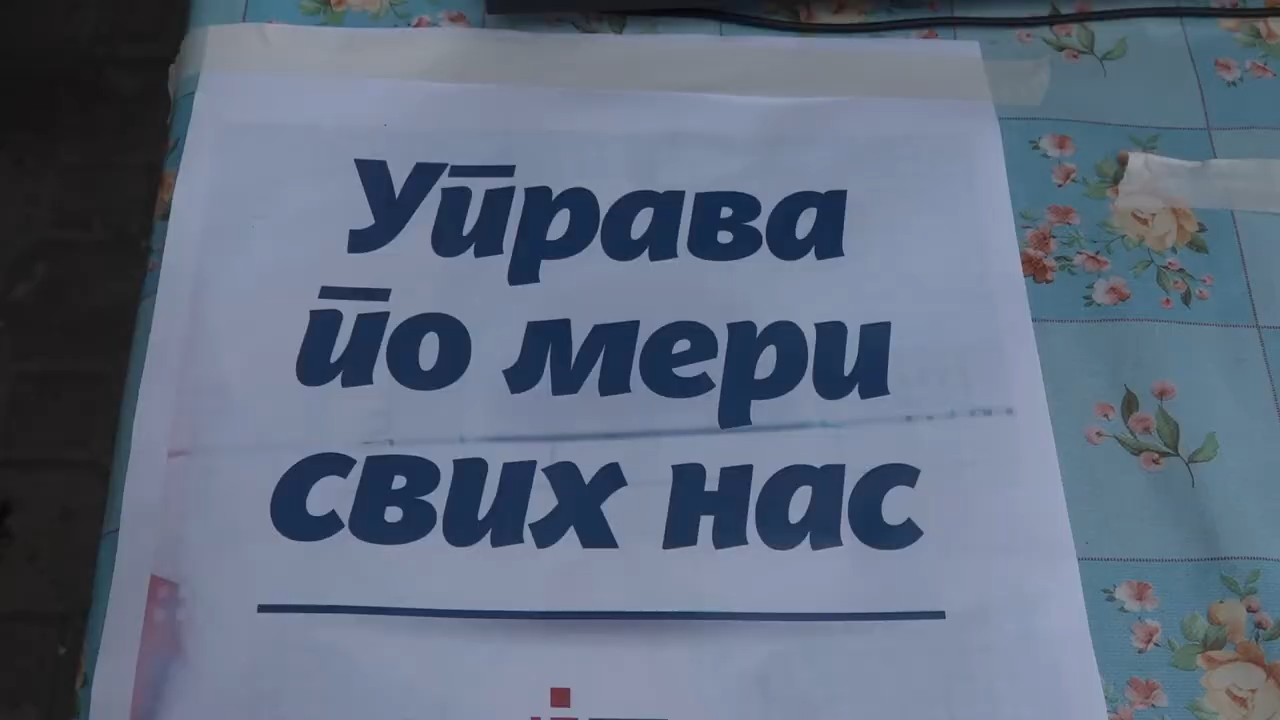 Управа
по мери
свих нас